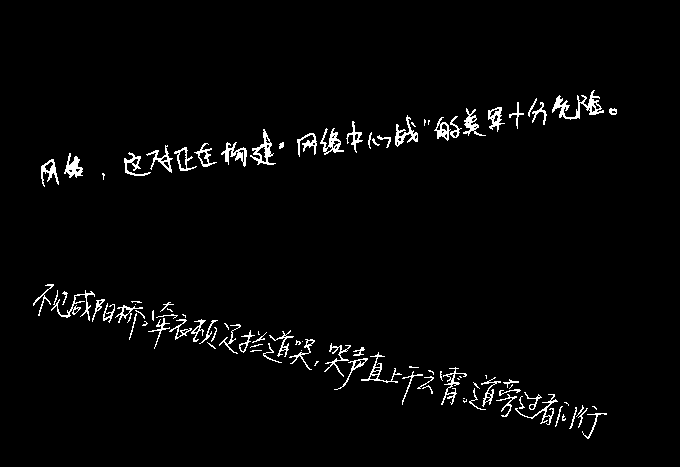 网络，这对正在构建“网络中心战”的美军十分危险。
不见咸阳桥;牵衣顿足拦道哭,哭声直上干云霄。道旁过者问行